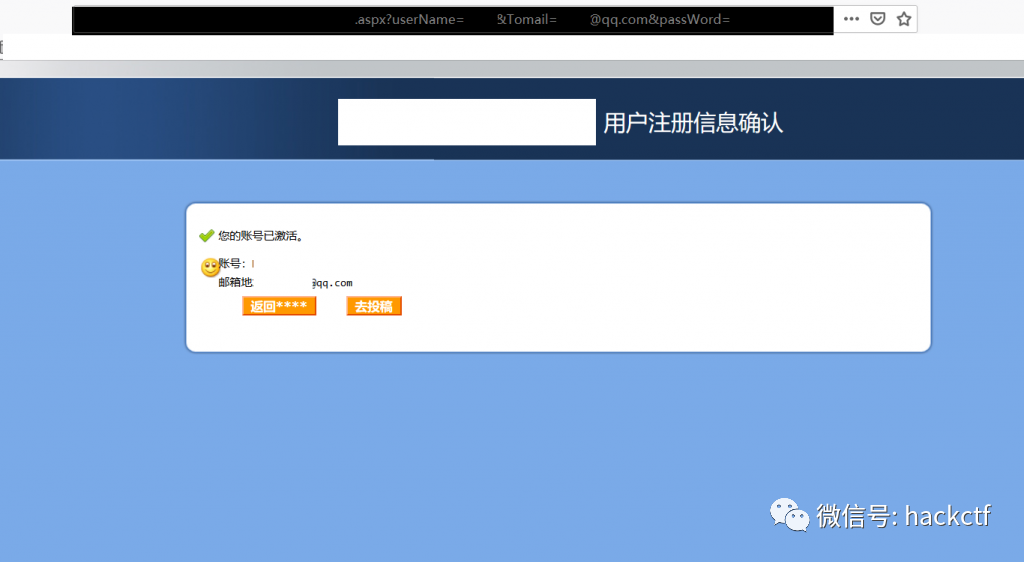 .aspx?userName= &Tomail= @qq.com&passWord=
用户注册信息确认
您的账号已激活。
账号：
邮箱地 @qq.com
返回**** 去投稿
微信号: hackctf